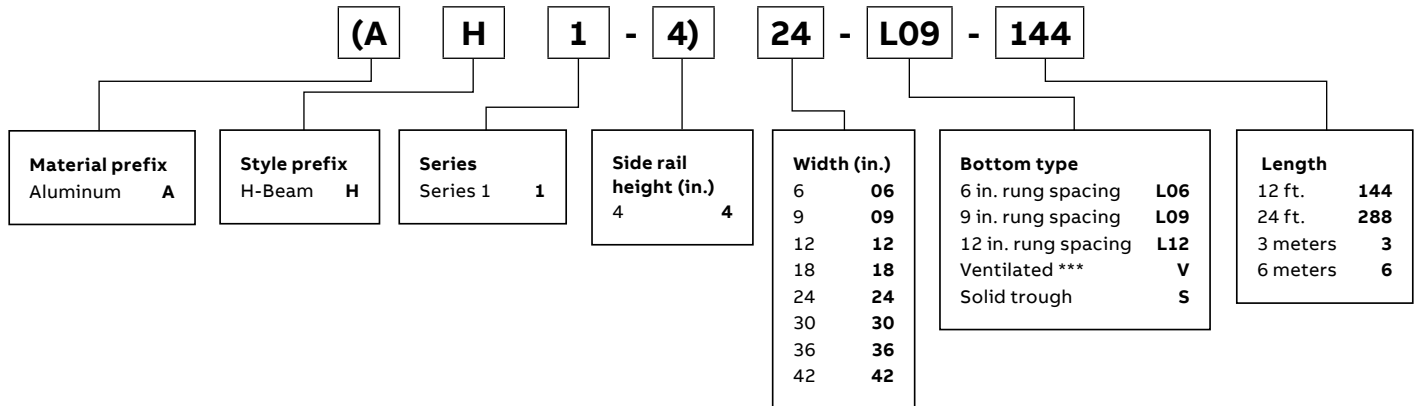 (A H 1 - 4) 24 - L09 - 144
Material prefix
Aluminum A
Style prefix
H-Beam H
Series
Series 1 1
Side rail
height (in.)
4 4
Width (in.)
6 06
9 09
12 12
18 18
24 24
30 30
36 36
42 42
Bottom type
6 in. rung spacing L06
9 in. rung spacing L09
12 in. rung spacing L12
Ventilated *** V
Solid trough S
Length
12 ft. 144
24 ft. 288
3 meters 3
6 meters 6